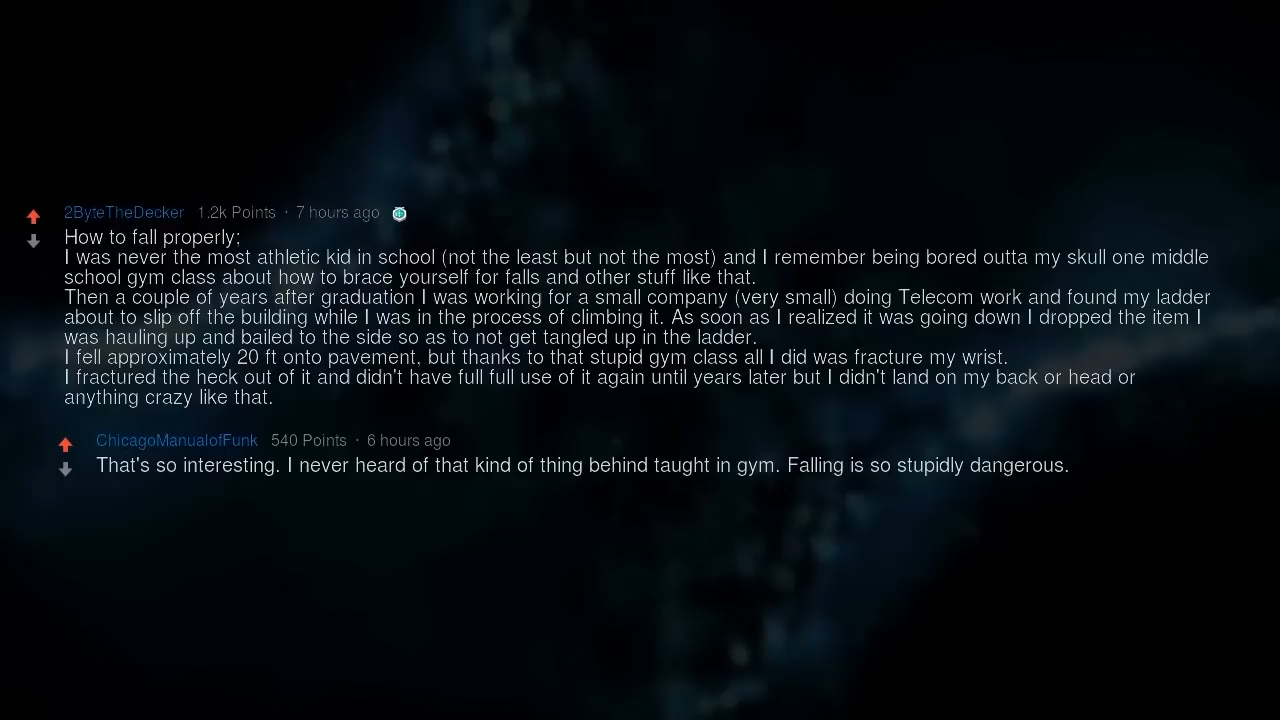 2ByteTheDecker 1.2k Points · 7 hours ago
How to fall properly;
I was never the most athletic kid in school (not the least but not the most) and I remember being bored outta my skull one middle
school gym class about how to brace yourself for falls and other stuff like that.
Then a couple of years after graduation I was working for a small company (very small) doing Telecom work and found my ladder
about to slip off the building while I was in the process of climbing it. As soon as I realized it was going down I dropped the item I
was hauling up and bailed to the side so as to not get tangled up in the ladder.
I fell approximately 20 ft onto pavement, but thanks to that stupid gym class all I did was fracture my wrist.
I fractured the heck out of it and didn't have full full use of it again until years later but I didn't land on my back or head or
anything crazy like that.
ChicagoManualofFunk 540 Points · 6 hours ago
That's so interesting. I never heard of that kind of thing behind taught in gym. Falling is so stupidly dangerous.